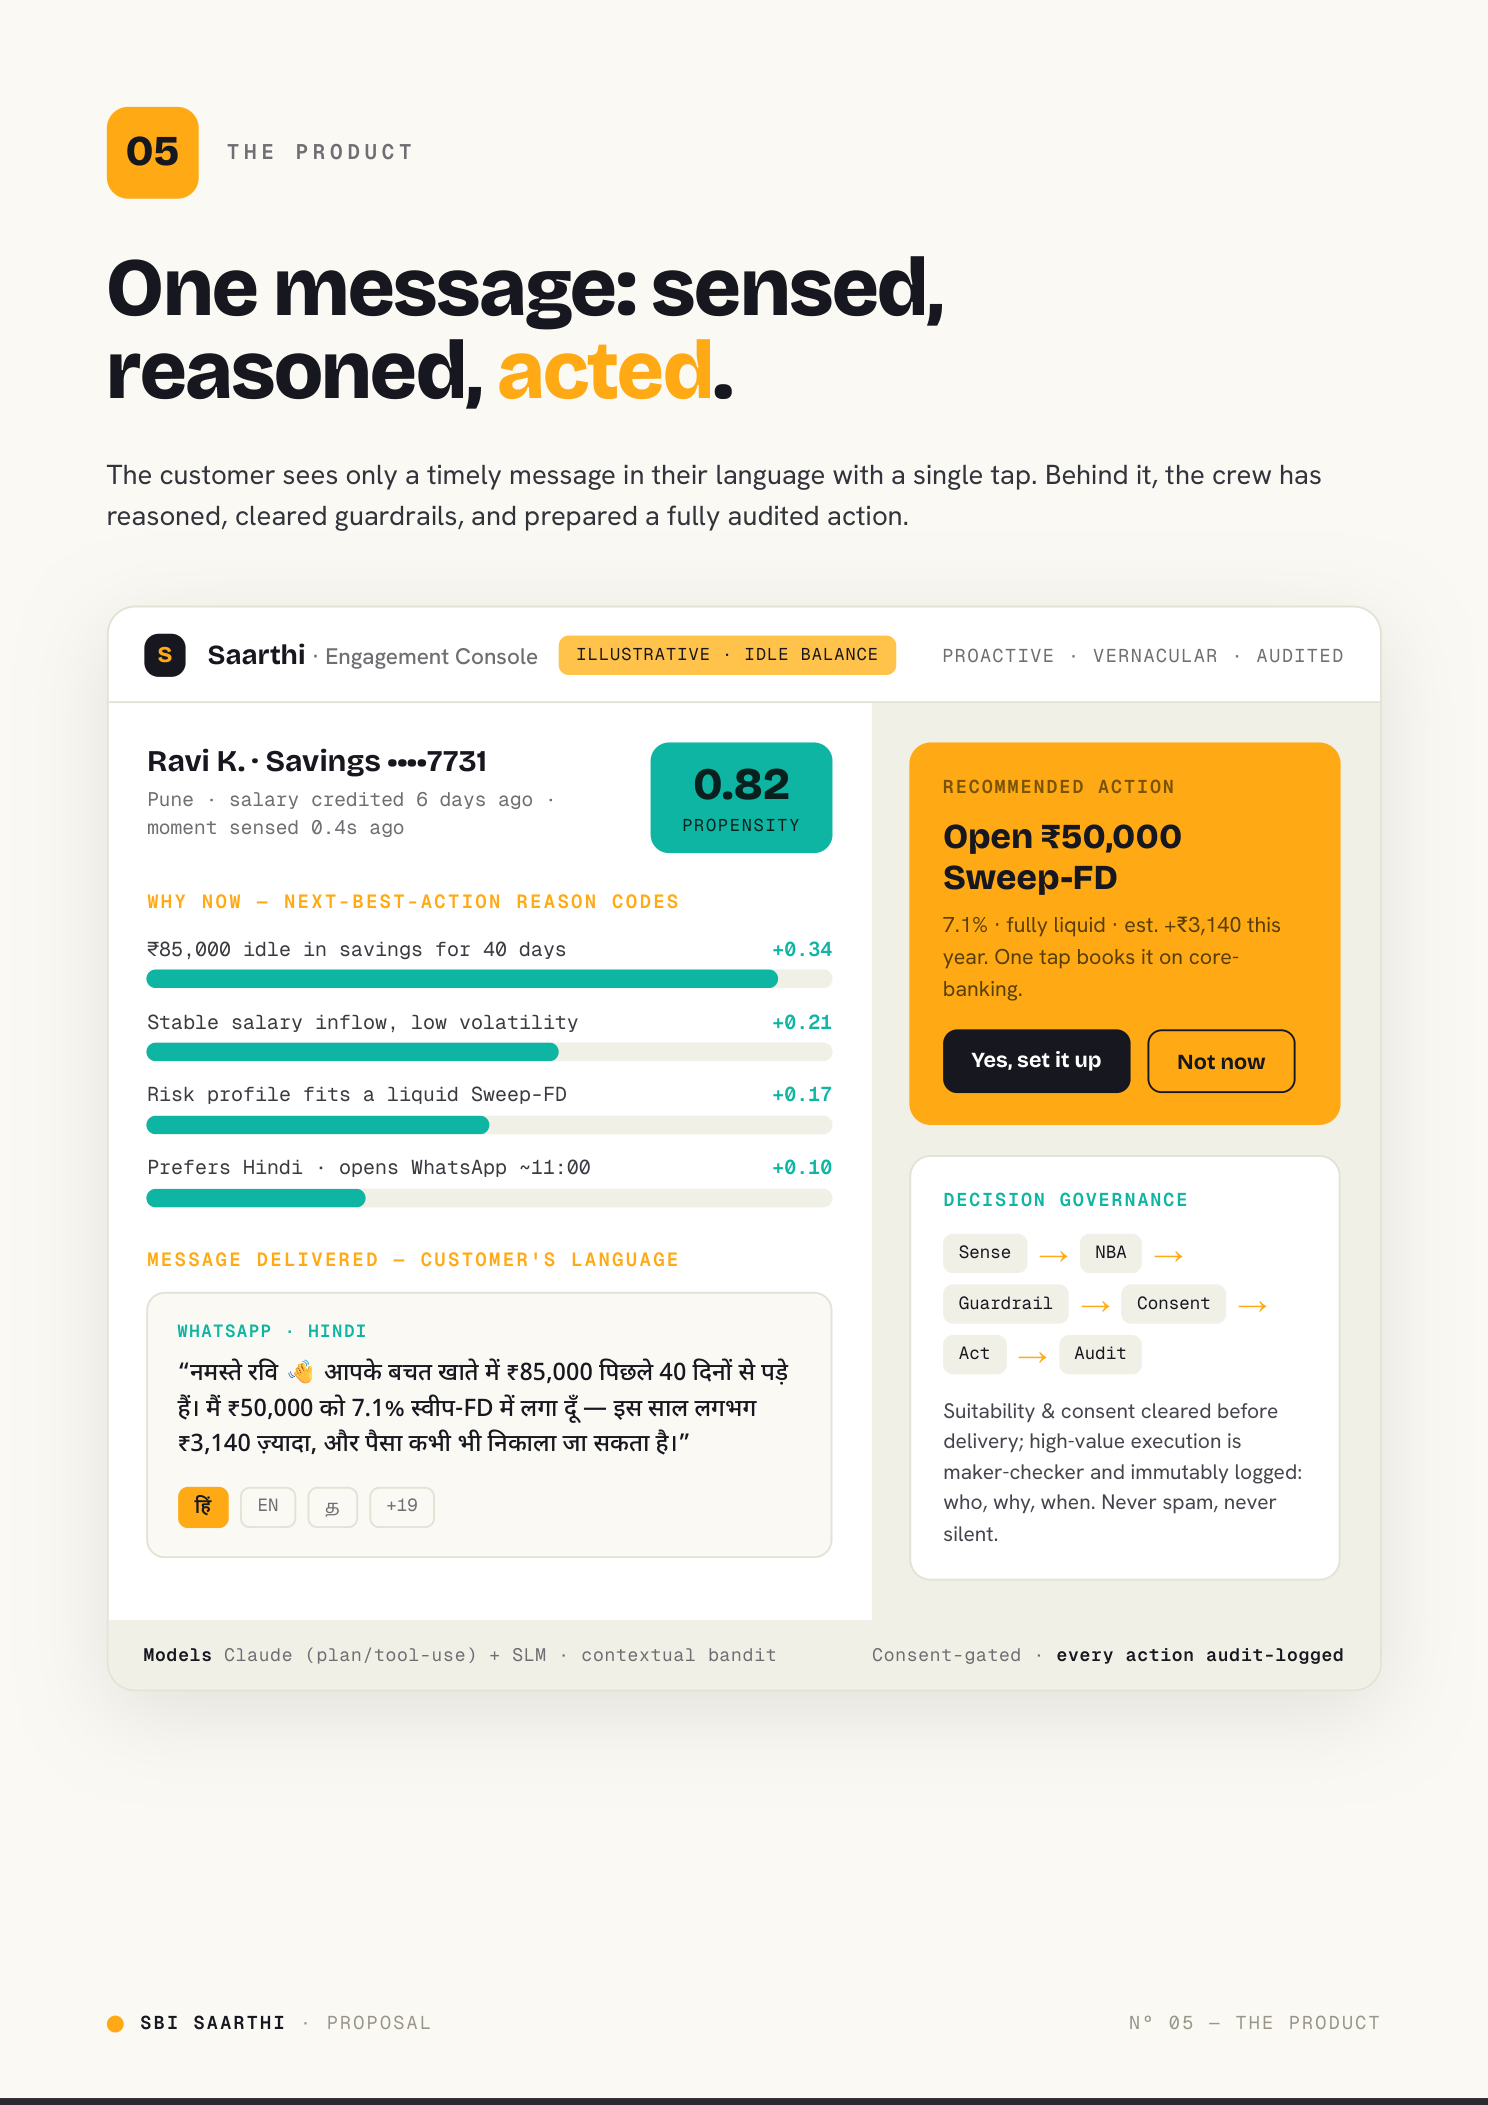 05
THE PRODUCT
One message: sensed,
reasoned, acted.
The customer sees only a timely message in their language with a single tap. Behind it, the crew has
reasoned, cleared guardrails, and prepared a fully audited action.
S Saarthi · Engagement Console
ILLUSTRATIVE · IDLE BALANCE
PROACTIVE · VERNACULAR · AUDITED
Ravi K. · Savings ••••7731
Pune · salary credited 6 days ago ·
moment sensed 0.4s ago
0.82
PROPENSITY
WHY NOW — NEXT-BEST-ACTION REASON CODES
₹85,000 idle in savings for 40 days +0.34
Stable salary inflow, low volatility +0.21
Risk profile fits a liquid Sweep-FD +0.17
Prefers Hindi · opens WhatsApp ~11:00 +0.10
MESSAGE DELIVERED — CUSTOMER'S LANGUAGE
WHATSAPP · HINDI
“नमस्ते रवि 👋 आपके बचत खाते में ₹85,000 पिछले 40 दिनों से पड़े
हैं। मैं ₹50,000 को 7.1% स्वीप-FD में लगा दूँ — इस साल लगभग
₹3,140 ज़्यादा, और पैसा कभी भी निकाला जा सकता है।”
हिं EN த +19
RECOMMENDED ACTION
Open ₹50,000
Sweep-FD
7.1% · fully liquid · est. +₹3,140 this
year. One tap books it on core-
banking.
Yes, set it up
Not now
DECISION GOVERNANCE
Sense → NBA →
Guardrail → Consent →
Act → Audit
Suitability & consent cleared before
delivery; high-value execution is
maker-checker and immutably logged:
who, why, when. Never spam, never
silent.
Models Claude (plan/tool-use) + SLM · contextual bandit
Consent-gated · every action audit-logged
SBI SAARTHI · PROPOSAL
N° 05 — THE PRODUCT